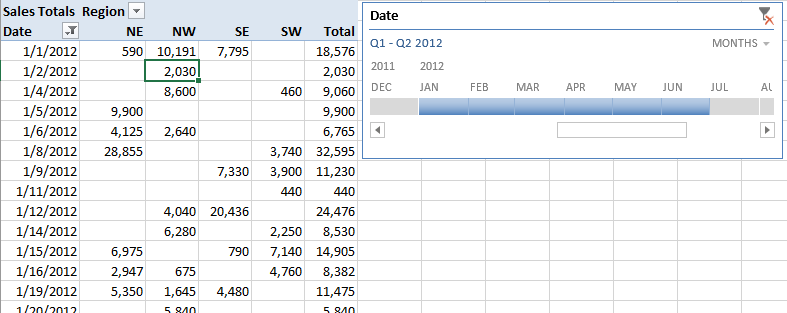 Sales Totals Region
Date NE NW SE SW Total
1/1/2012 590 10,191 7,795 18,576
1/2/2012 2,030 2,030
1/4/2012 8,600 460 9,060
1/5/2012 9,900 9,900
1/6/2012 4,125 2,640 6,765
1/8/2012 28,855 3,740 32,595
1/9/2012 7,330 3,900 11,230
1/11/2012 440 440
1/12/2012 4,040 20,436 24,476
1/14/2012 6,280 2,250 8,530
1/15/2012 6,975 790 7,140 14,905
1/16/2012 2,947 675 4,760 8,382
1/19/2012 5,350 1,645 4,480 11,475
1/20/2012 5,840 5,840
Date
Q1 - Q2 2012 MONTHS
2011 2012
DEC JAN FEB MAR APR MAY JUN JUL AU